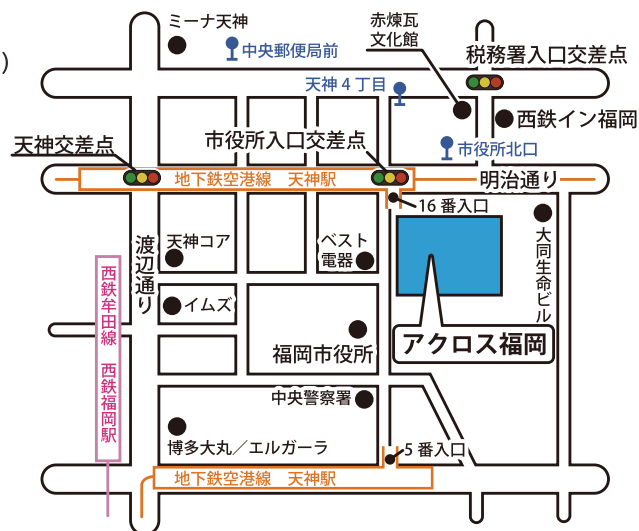 )
ミーナ天神
中央郵便局前
赤煉瓦
文化館
税務署入口交差点
天神4丁目
西鉄イン福岡
天神交差点
市役所入口交差点
市役所北口
地下鉄空港線 天神駅
明治通り
16番入口
渡辺通り
天神コア
ベスト
電器
大同生命ビル
西鉄牟田線 西鉄福岡駅
イムズ
アクロス福岡
福岡市役所
中央警察署
博多大丸／エルガーラ
5番入口
地下鉄空港線 天神駅